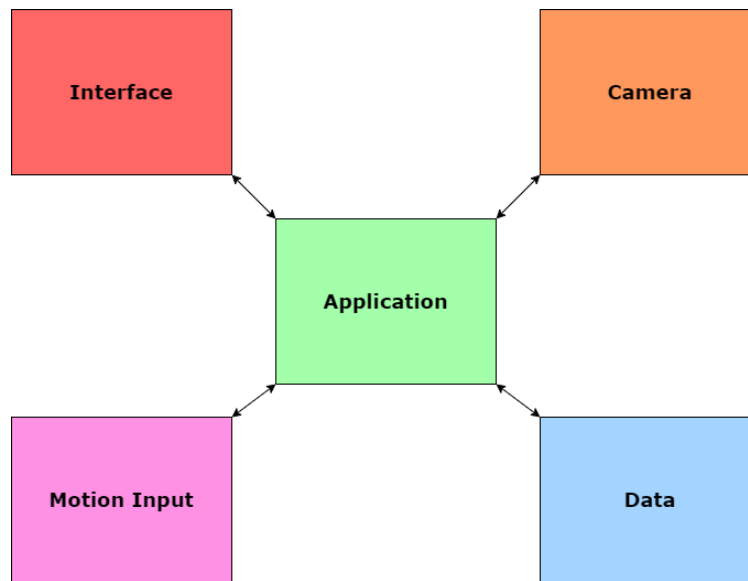 Interface
Camera
Application
Motion Input
Data